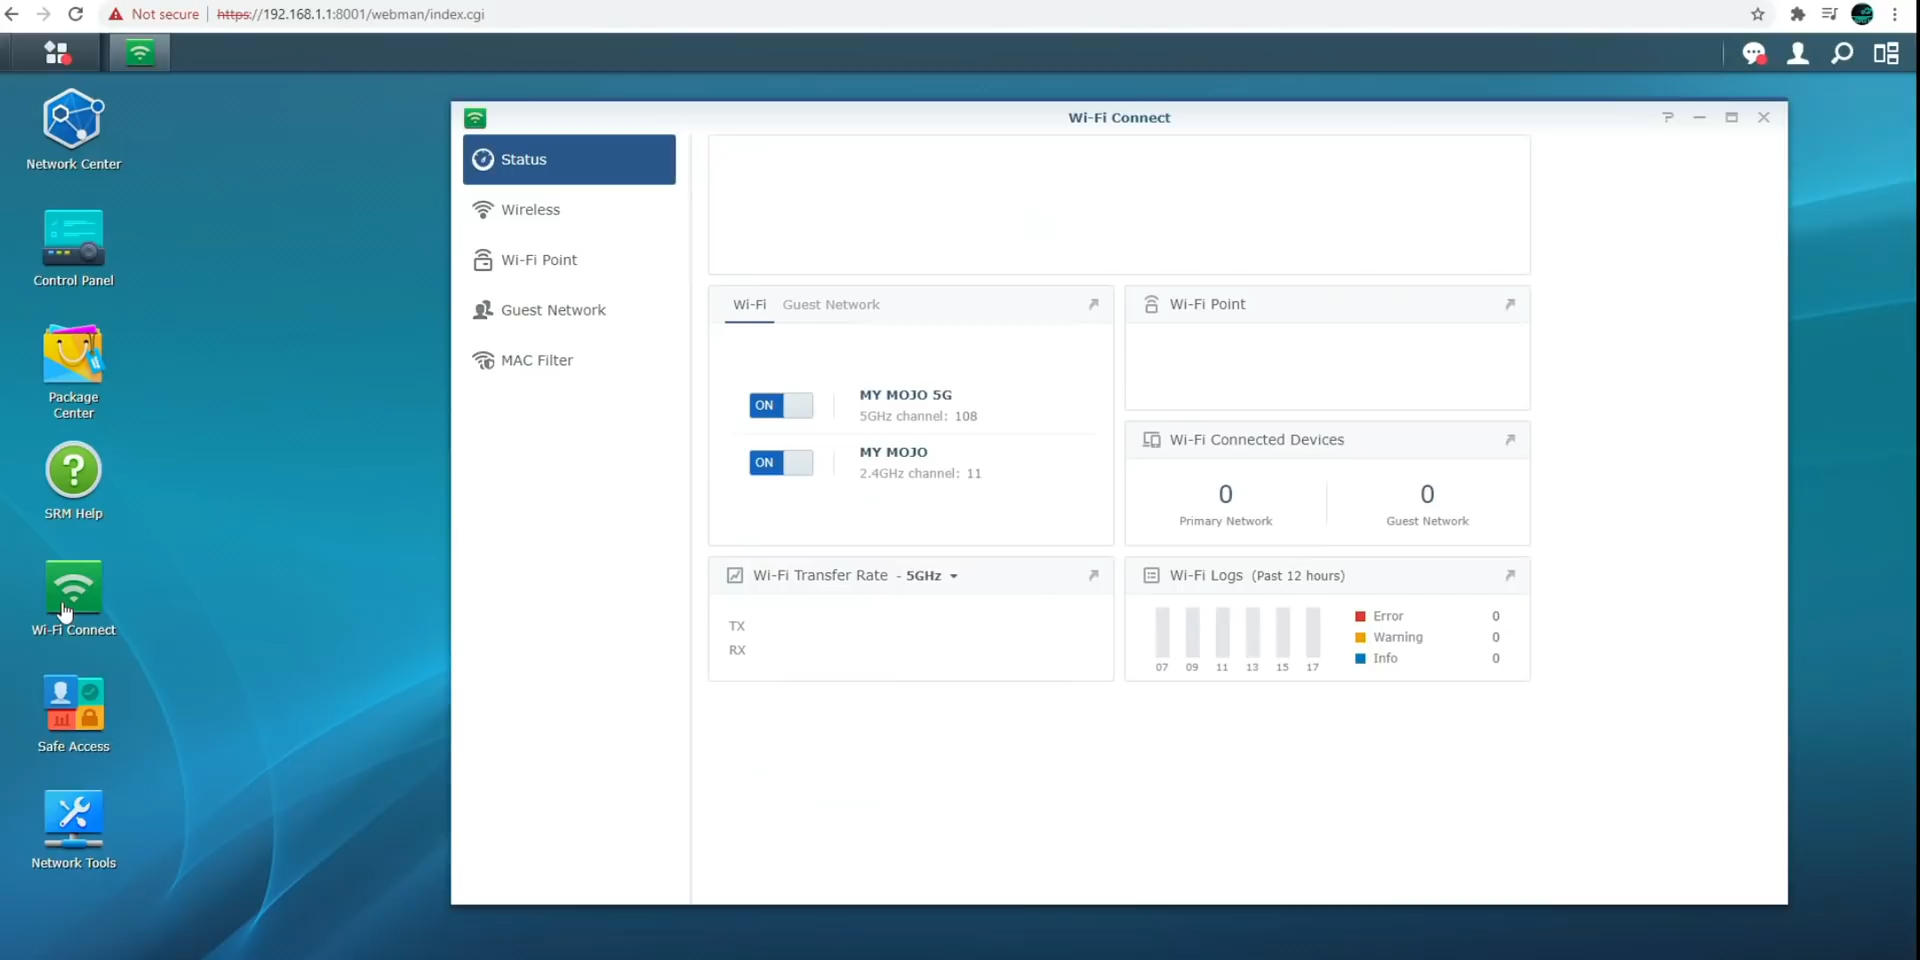 Not secure | https://192.168.1.1:8001/webman/index.cgi
Network Center
Control Panel
Package
Center
SRM Help
Wi-Fi Connect
Safe Access
Network Tools
Wi-Fi Connect
Status
Wireless
Wi-Fi Point
Guest Network
MAC Filter
Wi-Fi Guest Network
ON MY MOJO 5G
5GHz channel: 108
ON MY MOJO
2.4GHz channel: 11
Wi-Fi Point
Wi-Fi Connected Devices
0 0
Primary Network Guest Network
Wi-Fi Transfer Rate - 5GHz
TX
RX
Wi-Fi Logs (Past 12 hours)
07 09 11 13 15 17
Error 0
Warning 0
Info 0